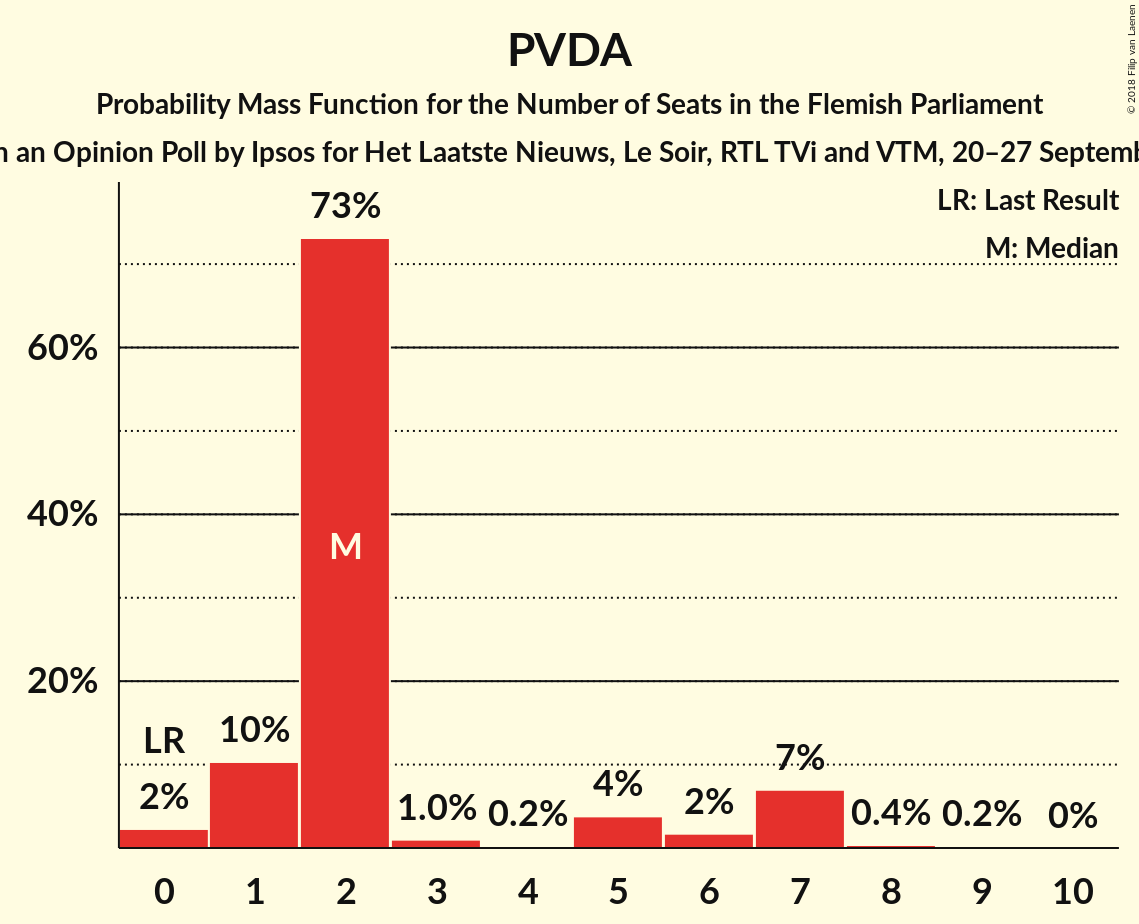 PVDA
Probability Mass Function for the Number of Seats in the Flemish Parliament
an Opinion Poll by Ipsos for Het Laatste Nieuws, Le Soir, RTL TVi and VTM, 20–27
© 2018 Filip van Laenen
LR: Last Result
M: Median
73%
60%
40%
M
20%
LR
10%
2%
1.0%
0.2%
4%
2%
7%
0.4%
0.2%
0%
0 1 2 3 4 5 6 7 8 9 10